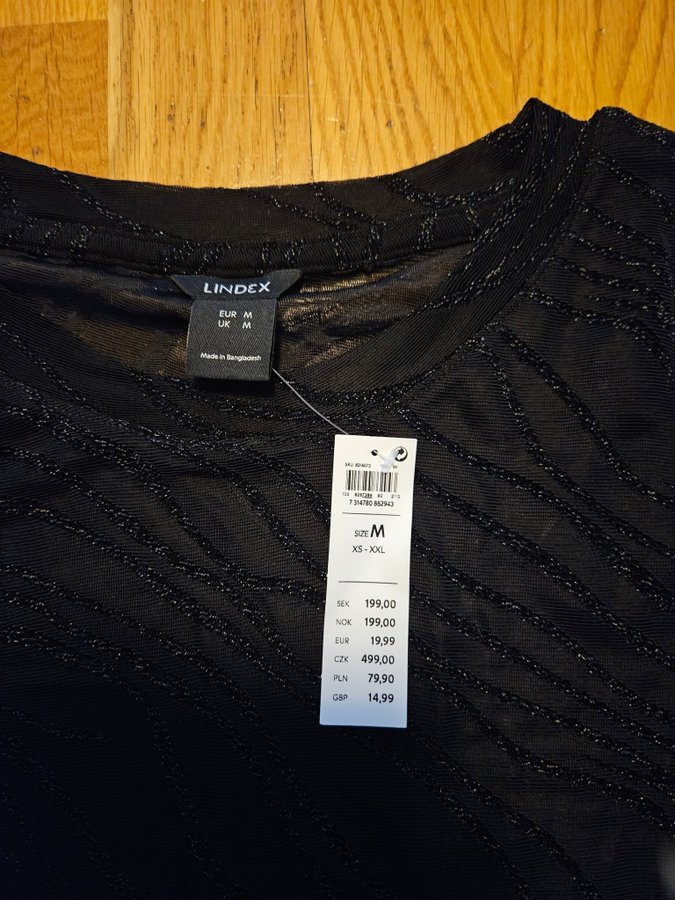 LINDEX
EUR M
UK M
Made in Bangladesh
7 314780 862943
SIZE M
XS - XXL
SEK 199,00
NOK 199,00
EUR 19,99
CZK 499,00
PLN 79,90
GBP 14,99